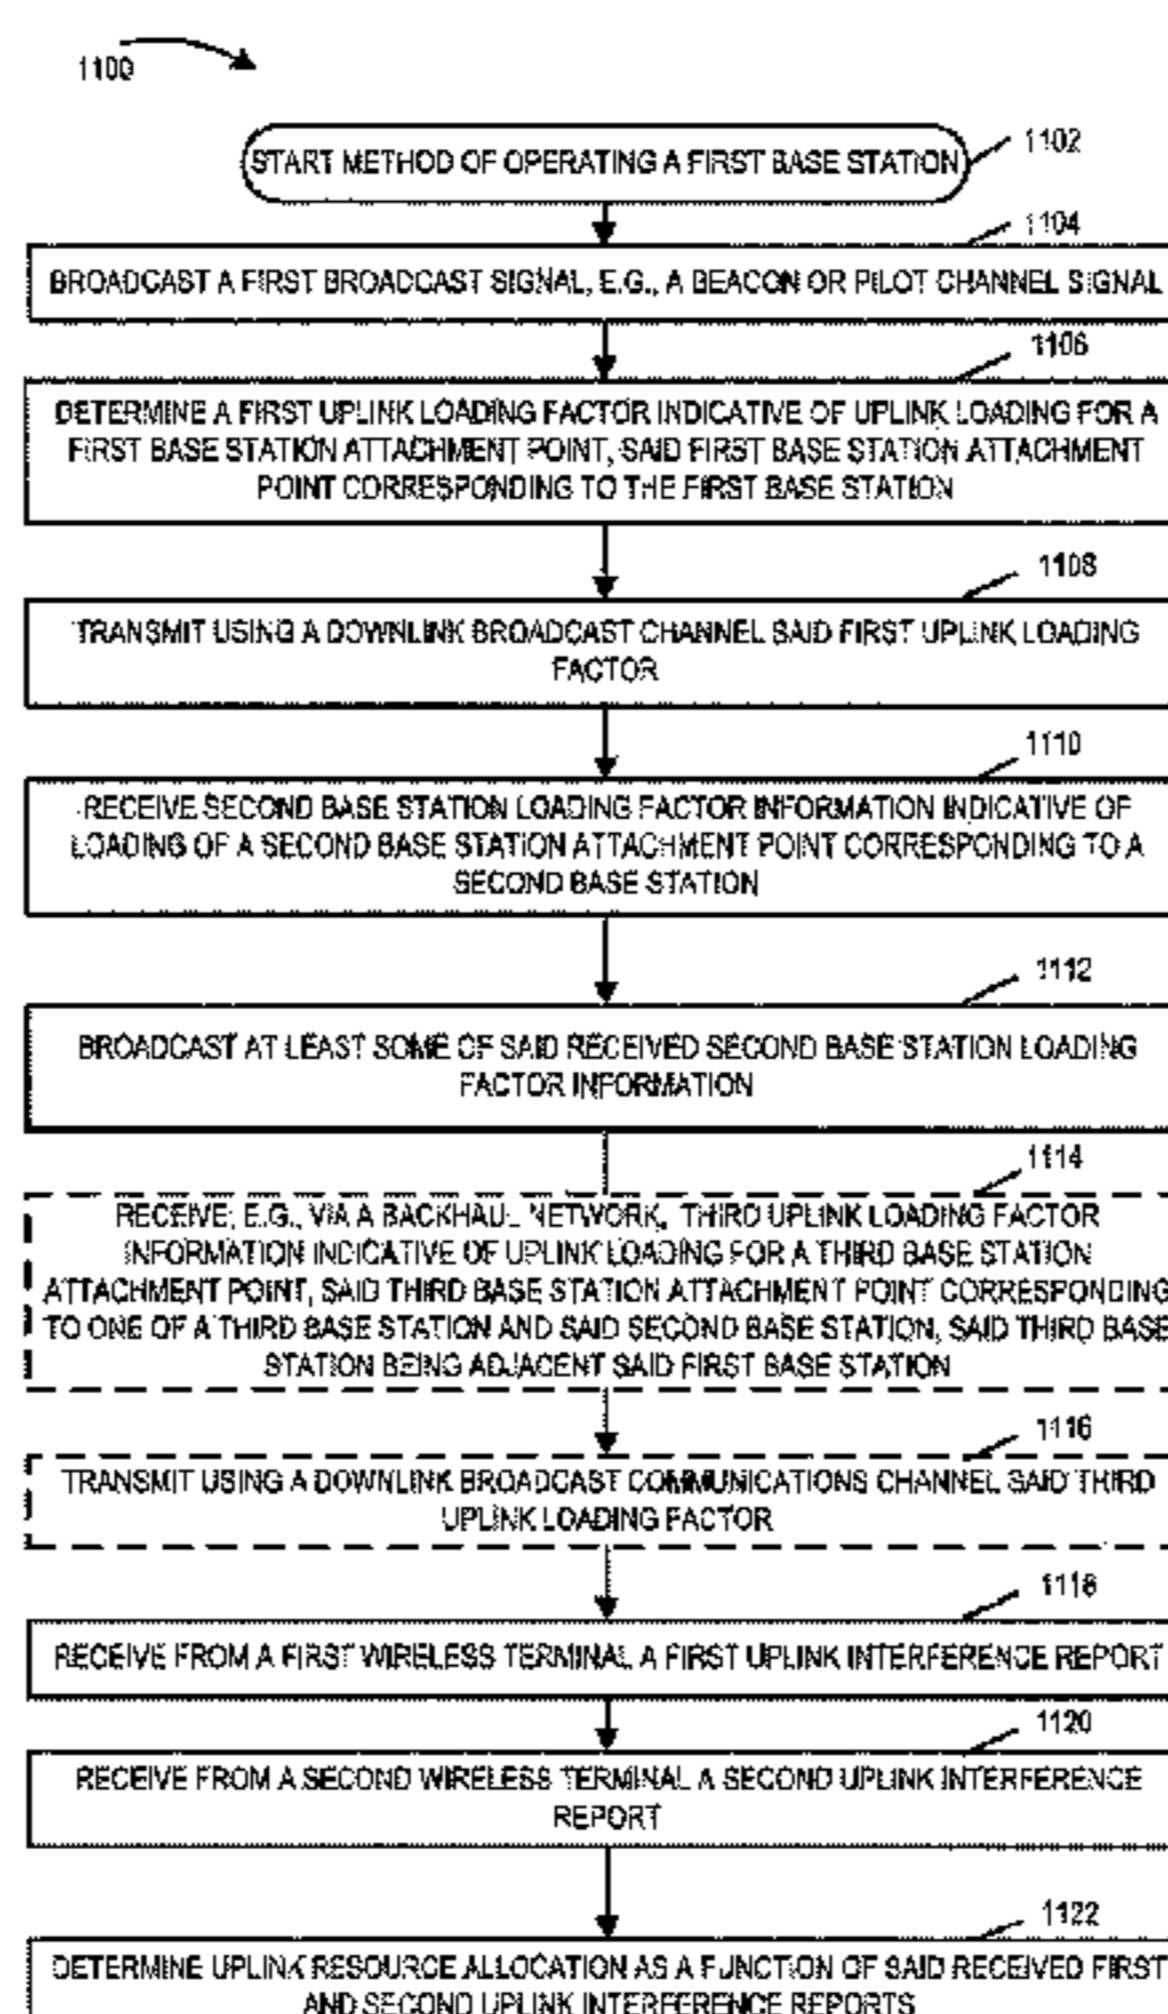 1100
START METHOD OF OPERATING A FIRST BASE STATION
1102
1104
BROADCAST A FIRST BROADCAST SIGNAL, E.G., A BEACON OR PILOT CHANNEL SIGNAL
1106
DETERMINE A FIRST UPLINK LOADING FACTOR INDICATIVE OF UPLINK LOADING FOR A
FIRST BASE STATION ATTACHMENT POINT, SAID FIRST BASE STATION ATTACHMENT
POINT CORRESPONDING TO THE FIRST BASE STATION
1108
TRANSMIT USING A DOWNLINK BROADCAST CHANNEL SAID FIRST UPLINK LOADING
FACTOR
1110
RECEIVE SECOND BASE STATION LOADING FACTOR INFORMATION INDICATIVE OF
LOADING OF A SECOND BASE STATION ATTACHMENT POINT CORRESPONDING TO A
SECOND BASE STATION
1112
BROADCAST AT LEAST SOME OF SAID RECEIVED SECOND BASE STATION LOADING
FACTOR INFORMATION
1114
RECEIVE, E.G., VIA A BACKHAUL NETWORK, THIRD UPLINK LOADING FACTOR
INFORMATION INDICATIVE OF UPLINK LOADING FOR A THIRD BASE STATION
ATTACHMENT POINT, SAID THIRD BASE STATION ATTACHMENT POINT CORRESPONDING
TO ONE OF A THIRD BASE STATION AND SAID SECOND BASE STATION, SAID THIRD BASE
STATION BEING ADJACENT SAID FIRST BASE STATION
1116
TRANSMIT USING A DOWNLINK BROADCAST COMMUNICATIONS CHANNEL SAID THIRD
UPLINK LOADING FACTOR
1118
RECEIVE FROM A FIRST WIRELESS TERMINAL A FIRST UPLINK INTERFERENCE REPORT
1120
RECEIVE FROM A SECOND WIRELESS TERMINAL A SECOND UPLINK INTERFERENCE
REPORT
1122
DETERMINE UPLINK RESOURCE ALLOCATION AS A FUNCTION OF SAID RECEIVED FIRST
AND SECOND UPLINK INTERFERENCE REPORTS